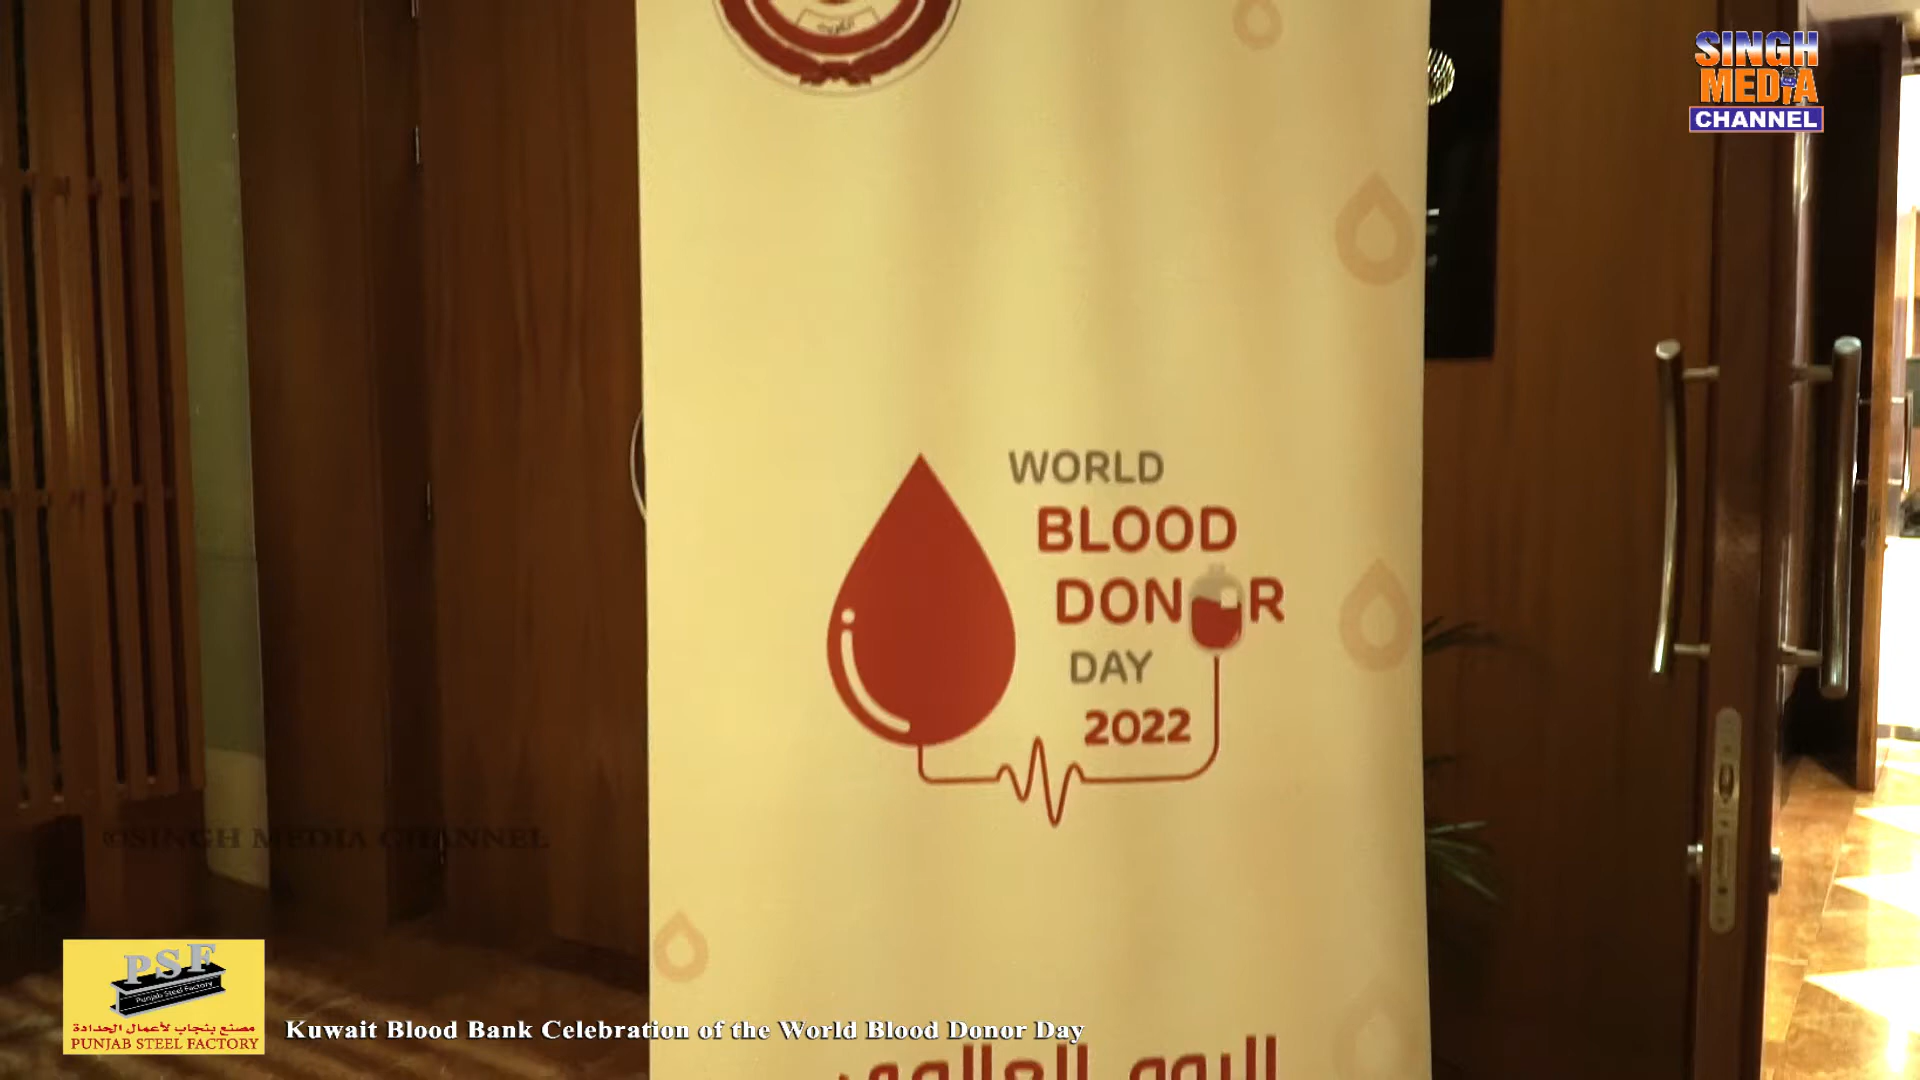 الكويت
SINGH
MEDIA
CHANNEL
WORLD
BLOOD
DONOR
DAY
2022
©SINGH MEDIA CHANNEL
PSF
Punjab Steel Factory
مصنع بنجاب لأعمال الحدادة
PUNJAB STEEL FACTORY
Kuwait Blood Bank Celebration of the World Blood Donor Day
اليوم العالمي